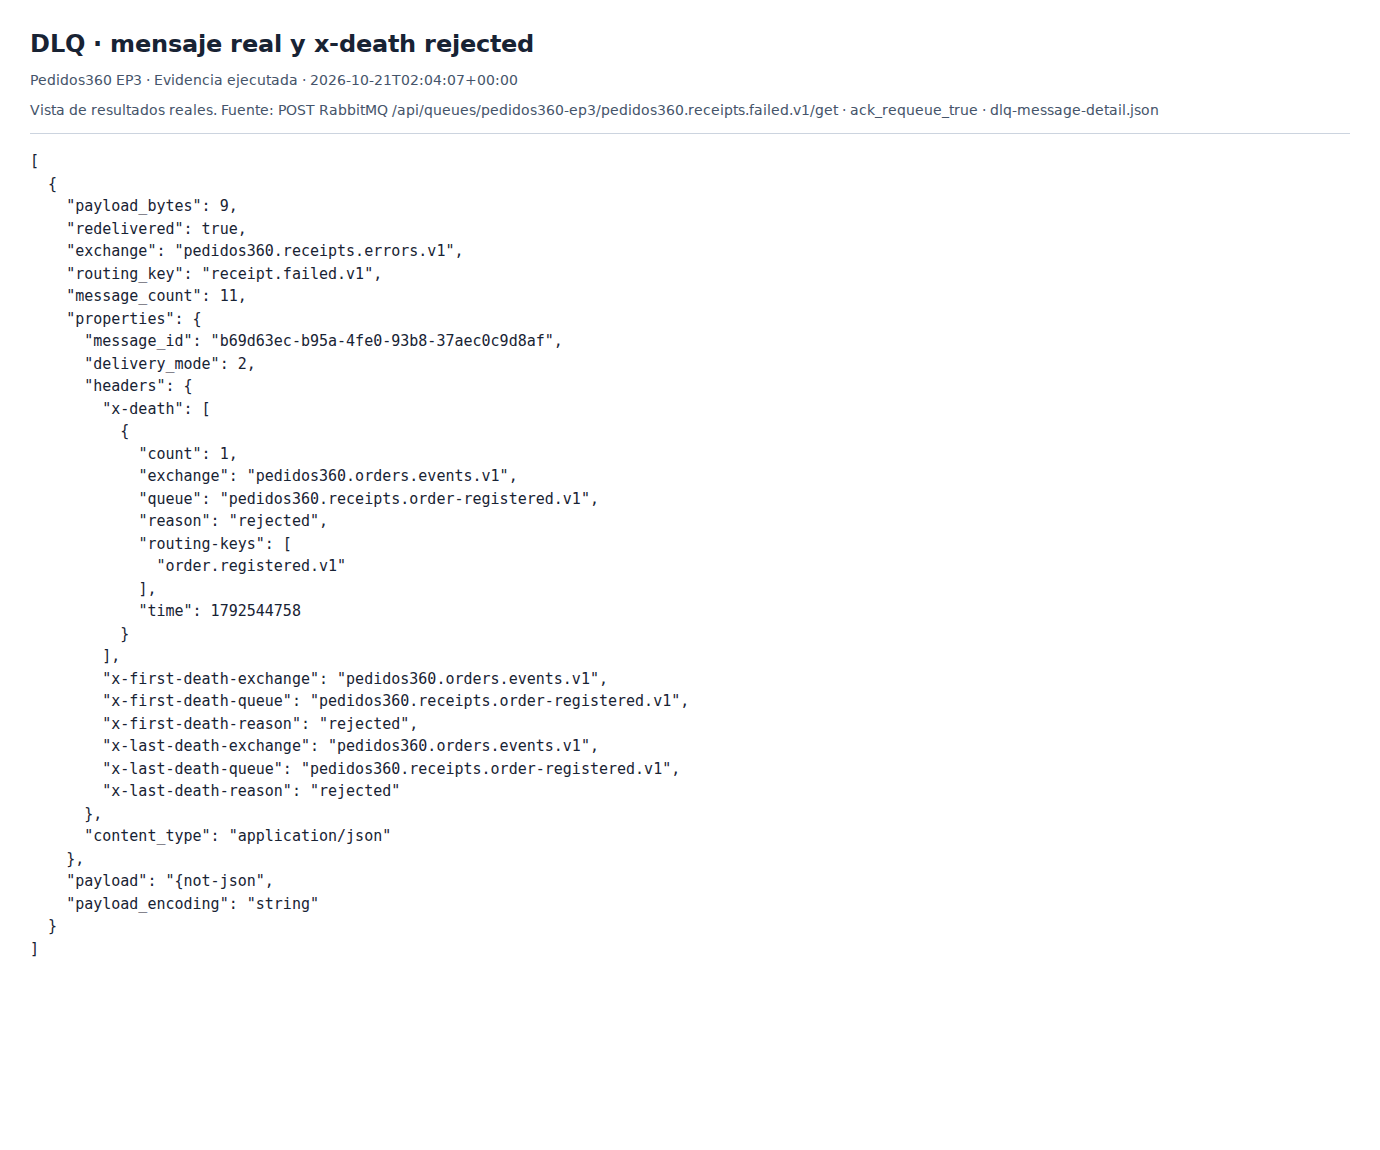 DLQ · mensaje real y x-death rejected
Pedidos360 EP3 · Evidencia ejecutada · 2026-10-21T02:04:07+00:00
Vista de resultados reales. Fuente: POST RabbitMQ /api/queues/pedidos360-ep3/pedidos360.receipts.failed.v1/get · ack_requeue_true · dlq-message-detail.json
[
  {
    "payload_bytes": 9,
    "redelivered": true,
    "exchange": "pedidos360.receipts.errors.v1",
    "routing_key": "receipt.failed.v1",
    "message_count": 11,
    "properties": {
      "message_id": "b69d63ec-b95a-4fe0-93b8-37aec0c9d8af",
      "delivery_mode": 2,
      "headers": {
        "x-death": [
          {
            "count": 1,
            "exchange": "pedidos360.orders.events.v1",
            "queue": "pedidos360.receipts.order-registered.v1",
            "reason": "rejected",
            "routing-keys": [
              "order.registered.v1"
            ],
            "time": 1792544758
          }
        ],
        "x-first-death-exchange": "pedidos360.orders.events.v1",
        "x-first-death-queue": "pedidos360.receipts.order-registered.v1",
        "x-first-death-reason": "rejected",
        "x-last-death-exchange": "pedidos360.orders.events.v1",
        "x-last-death-queue": "pedidos360.receipts.order-registered.v1",
        "x-last-death-reason": "rejected"
      },
      "content_type": "application/json"
    },
    "payload": "{not-json",
    "payload_encoding": "string"
  }
]